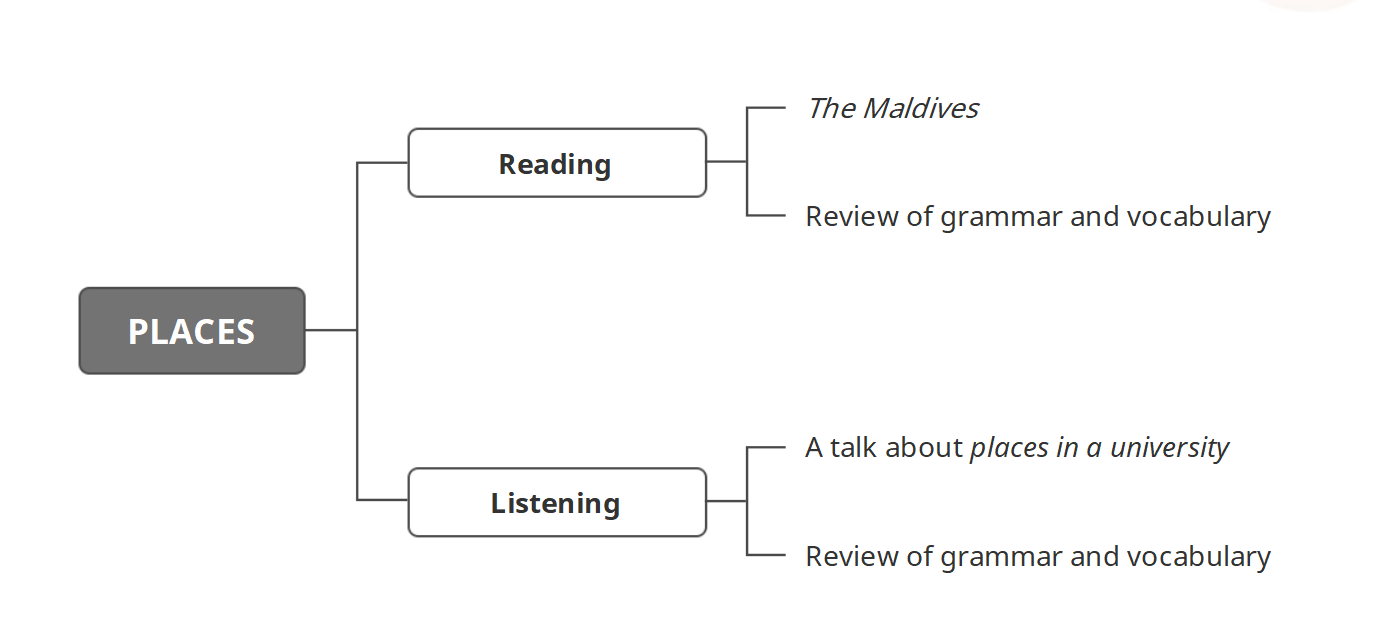 The Maldives
Reading
Review of grammar and vocabulary
PLACES
A talk about places in a university
Listening
Review of grammar and vocabulary